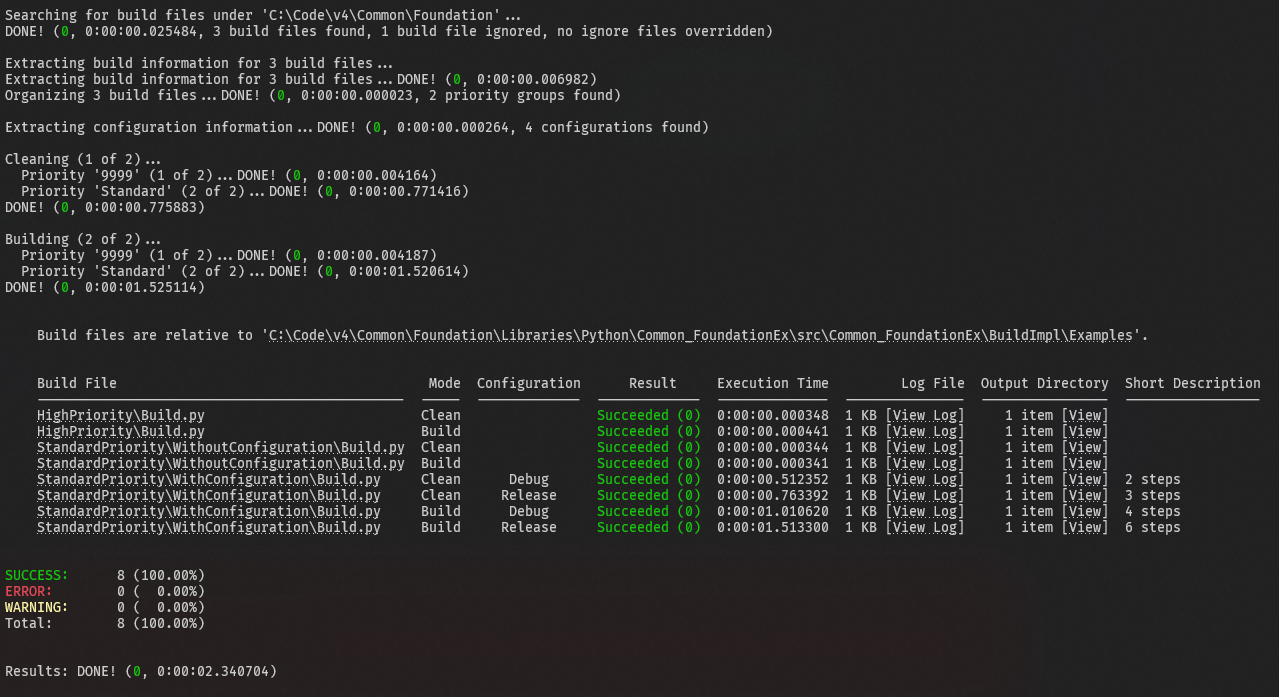 Searching for build files under 'C:\Code\v4\Common\Foundation'...
DONE! (0, 0:00:00.025484, 3 build files found, 1 build file ignored, no ignore files overridden)

Extracting build information for 3 build files...
Extracting build information for 3 build files...DONE! (0, 0:00:00.006982)
Organizing 3 build files...DONE! (0, 0:00:00.000023, 2 priority groups found)

Extracting configuration information...DONE! (0, 0:00:00.000264, 4 configurations found)

Cleaning (1 of 2)...
  Priority '9999' (1 of 2)...DONE! (0, 0:00:00.004164)
  Priority 'Standard' (2 of 2)...DONE! (0, 0:00:00.771416)
DONE! (0, 0:00:00.775883)

Building (2 of 2)...
  Priority '9999' (1 of 2)...DONE! (0, 0:00:00.004187)
  Priority 'Standard' (2 of 2)...DONE! (0, 0:00:01.520614)
DONE! (0, 0:00:01.525114)

Build files are relative to 'C:\Code\v4\Common\Foundation\Libraries\Python\Common_FoundationEx\src\Common_FoundationEx\BuildImpl\Examples'.

Build File Mode Configuration Result Execution Time Log File Output Directory Short Description
HighPriority\Build.py Clean Succeeded (0) 0:00:00.000348 1 KB [View Log] 1 item [View]
HighPriority\Build.py Build Succeeded (0) 0:00:00.000441 1 KB [View Log] 1 item [View]
StandardPriority\WithoutConfiguration\Build.py Clean Succeeded (0) 0:00:00.000344 1 KB [View Log] 1 item [View]
StandardPriority\WithoutConfiguration\Build.py Build Succeeded (0) 0:00:00.000341 1 KB [View Log] 1 item [View]
StandardPriority\WithConfiguration\Build.py Clean Debug Succeeded (0) 0:00:00.512352 1 KB [View Log] 1 item [View] 2 steps
StandardPriority\WithConfiguration\Build.py Clean Release Succeeded (0) 0:00:00.763392 1 KB [View Log] 1 item [View] 3 steps
StandardPriority\WithConfiguration\Build.py Build Debug Succeeded (0) 0:00:01.010620 1 KB [View Log] 1 item [View] 4 steps
StandardPriority\WithConfiguration\Build.py Build Release Succeeded (0) 0:00:01.513300 1 KB [View Log] 1 item [View] 6 steps

SUCCESS: 8 (100.00%)
ERROR: 0 (  0.00%)
WARNING: 0 (  0.00%)
Total: 8 (100.00%)

Results: DONE! (0, 0:00:02.340704)